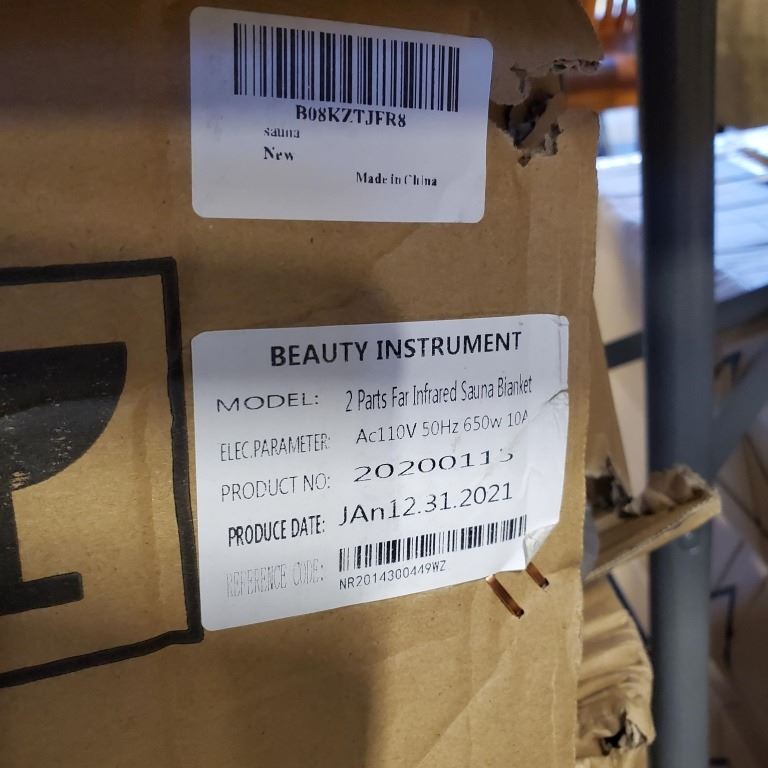 B08KZTJFR8
sauna
New
Made in China
BEAUTY INSTRUMENT
MODEL: 2 Parts Far Infrared Sauna Blanket
ELEC.PARAMETER: Ac110V 50Hz 650w 10A
PRODUCT NO: 20200115
PRODUCE DATE: JAn12.31.2021
REFERENCE CODE:
NR2014300449WZ